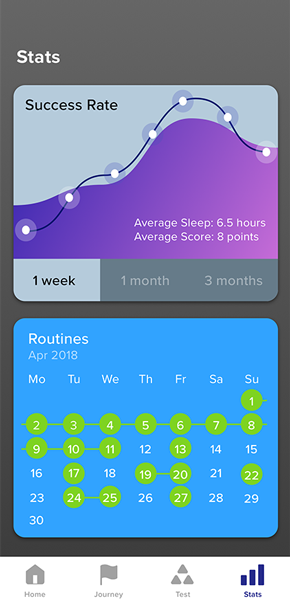 Stats
Success Rate
Average Sleep: 6.5 hours
Average Score: 8 points
1 week 1 month 3 months
Routines
Apr 2018
Mo Tu We Th Fr Sa Su
1
2 3 4 5 6 7 8
9 10 11 12 13 14 15
16 17 18 19 20 21 22
23 24 25 26 27 28 29
30
Home Journey Test Stats